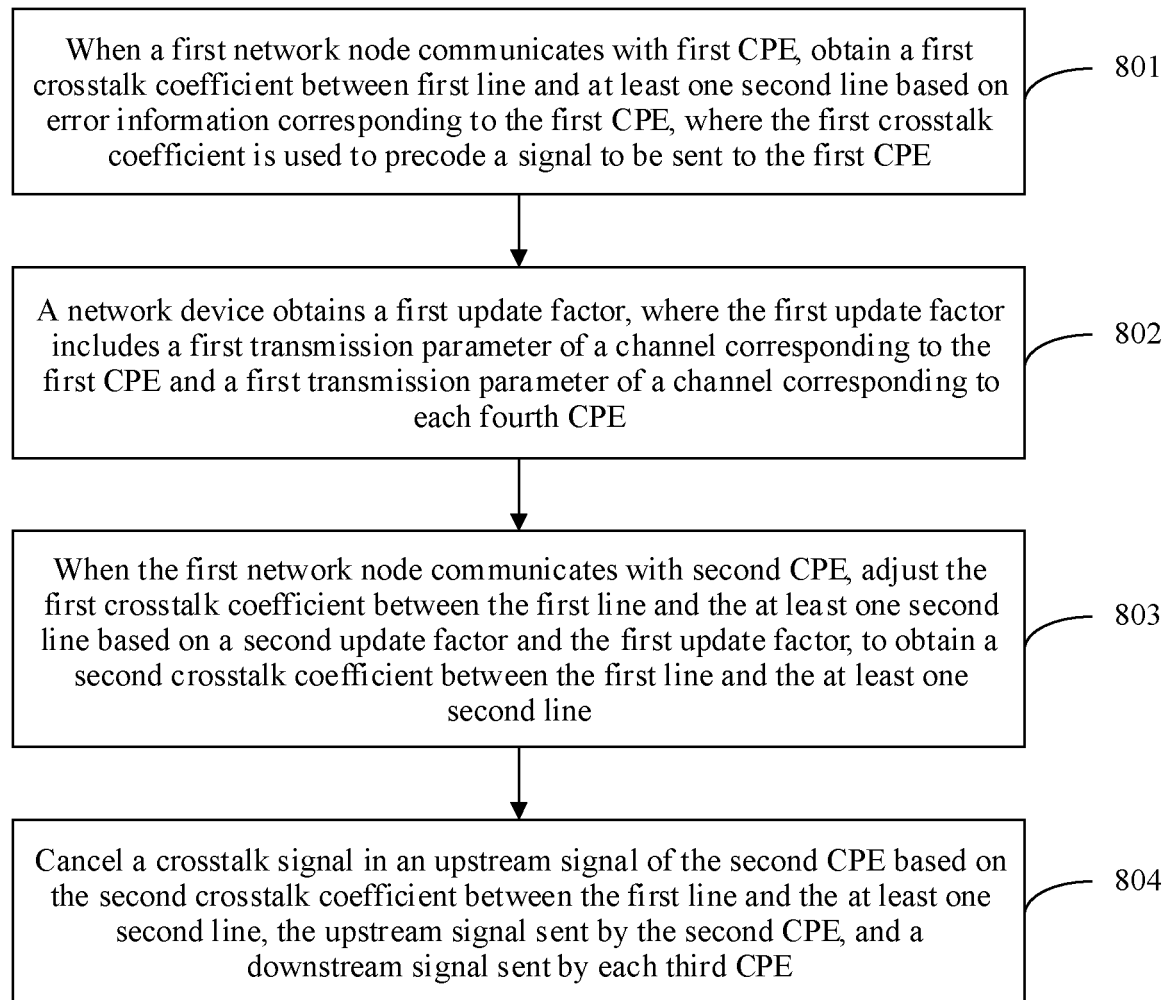 When a first network node communicates with first CPE, obtain a first
crosstalk coefficient between first line and at least one second line based on
error information corresponding to the first CPE, where the first crosstalk
coefficient is used to precode a signal to be sent to the first CPE
801
A network device obtains a first update factor, where the first update factor
includes a first transmission parameter of a channel corresponding to the
first CPE and a first transmission parameter of a channel corresponding to
each fourth CPE
802
When the first network node communicates with second CPE, adjust the
first crosstalk coefficient between the first line and the at least one second
line based on a second update factor and the first update factor, to obtain a
second crosstalk coefficient between the first line and the at least one
second line
803
Cancel a crosstalk signal in an upstream signal of the second CPE based on
the second crosstalk coefficient between the first line and the at least one
second line, the upstream signal sent by the second CPE, and a
downstream signal sent by each third CPE
804